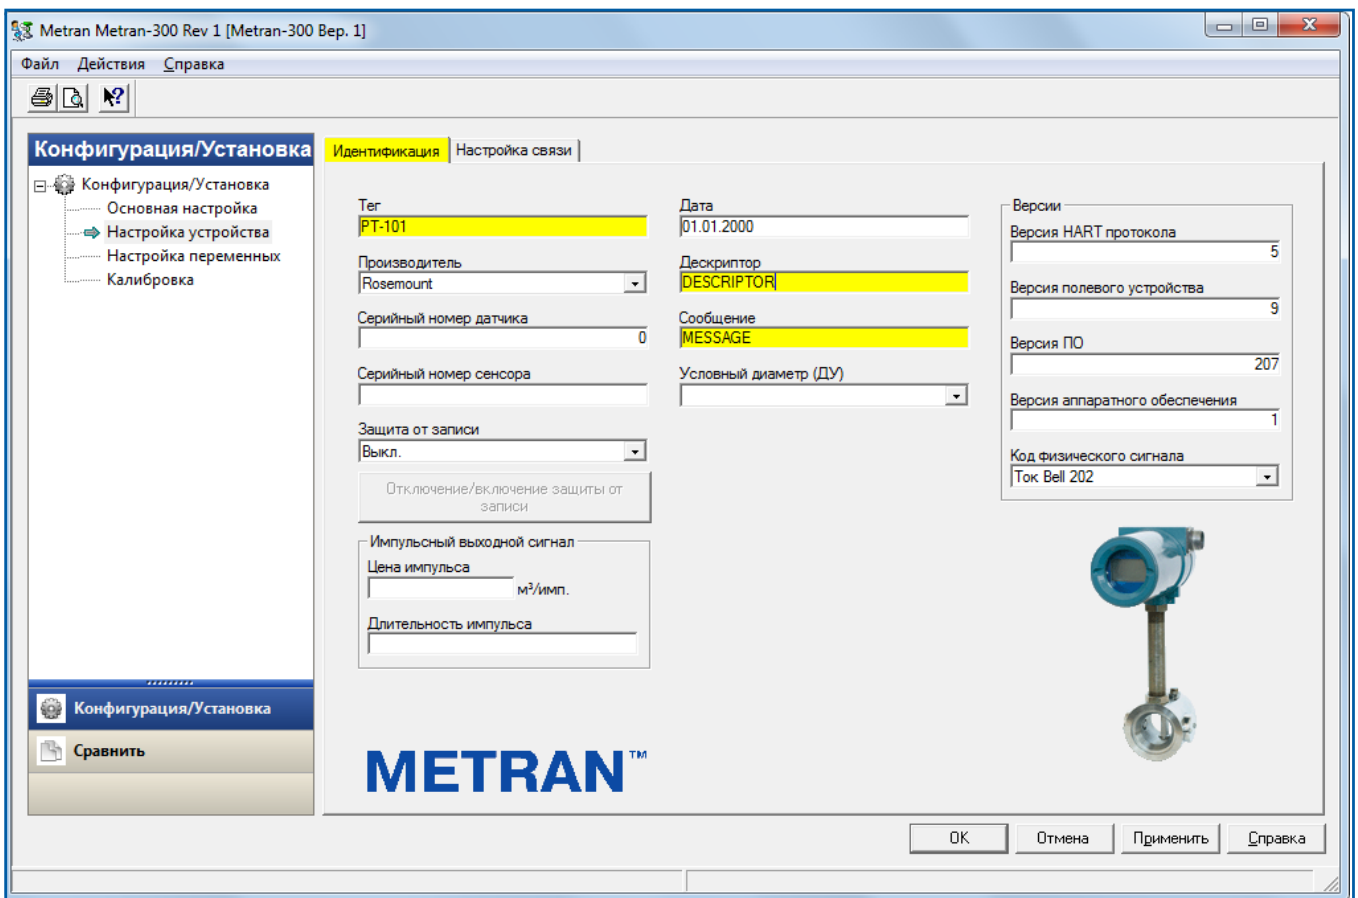 Metran Metran-300 Rev 1 [Metran-300 Вер. 1]
Файл Действия Справка
Конфигурация/Установка
Конфигурация/Установка
Основная настройка
Настройка устройства
Настройка переменных
Калибровка
Конфигурация/Установка
Сравнить
Идентификация Настройка связи
Тег
PT-101
Производитель
Rosemount
Серийный номер датчика
0
Серийный номер сенсора
Защита от записи
Выкл.
Отключение/включение защиты от
записи
Импульсный выходной сигнал
Цена импульса
м³/имп.
Длительность импульса
Дата
01.01.2000
Дескриптор
DESCRIPTOR
Сообщение
MESSAGE
Условный диаметр (ДУ)
Версии
Версия HART протокола
5
Версия полевого устройства
9
Версия ПО
207
Версия аппаратного обеспечения
1
Код физического сигнала
Ток Bell 202
METRAN™
OK Отмена Применить Справка